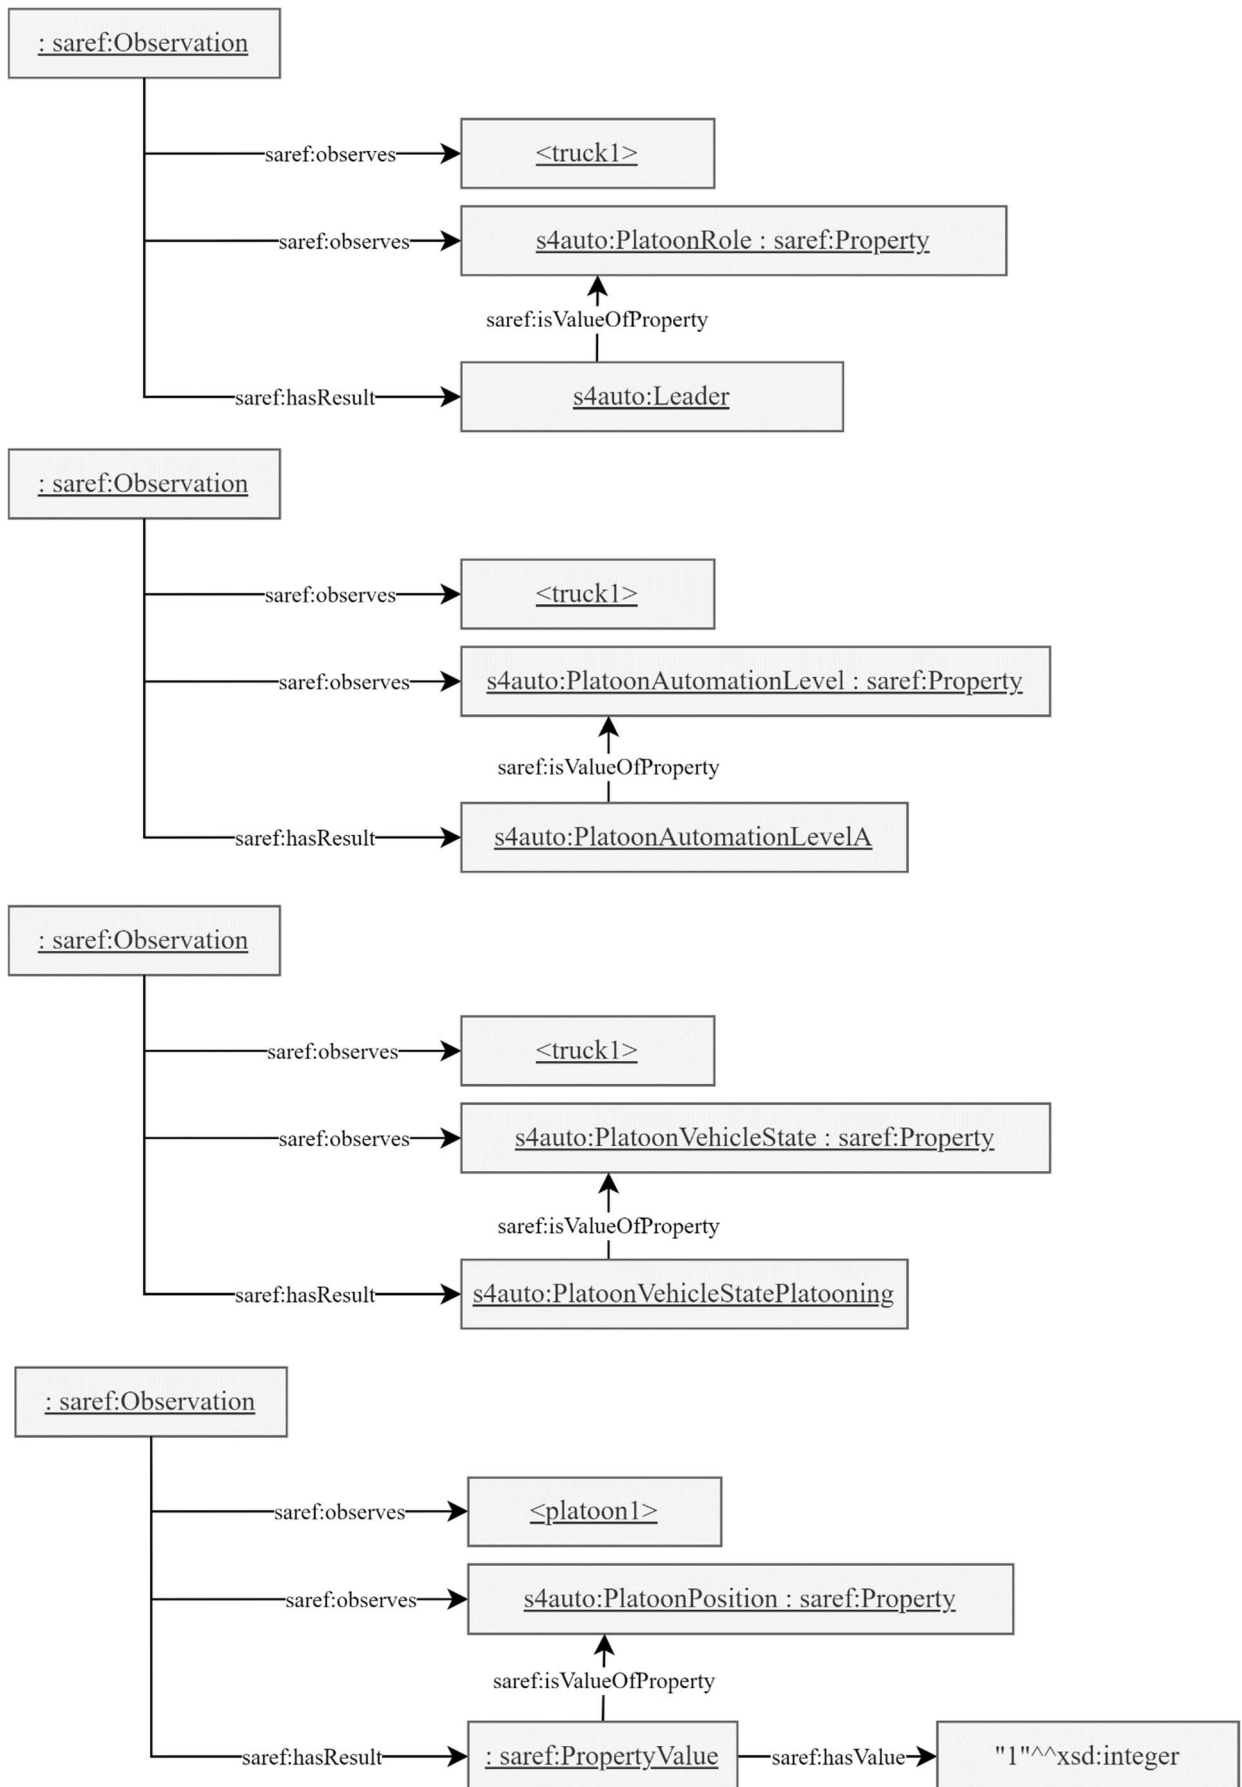 : saref:Observation
saref:observes
<truck1>
saref:observes
s4auto:PlatoonRole : saref:Property
saref:isValueOfProperty
saref:hasResult
s4auto:Leader
: saref:Observation
saref:observes
<truck1>
saref:observes
s4auto:PlatoonAutomationLevel : saref:Property
saref:isValueOfProperty
saref:hasResult
s4auto:PlatoonAutomationLevelA
: saref:Observation
saref:observes
<truck1>
saref:observes
s4auto:PlatoonVehicleState : saref:Property
saref:isValueOfProperty
saref:hasResult
s4auto:PlatoonVehicleStatePlatooning
: saref:Observation
saref:observes
<platoon1>
saref:observes
s4auto:PlatoonPosition : saref:Property
saref:isValueOfProperty
saref:hasResult
: saref:PropertyValue
saref:hasValue
"1"^^xsd:integer